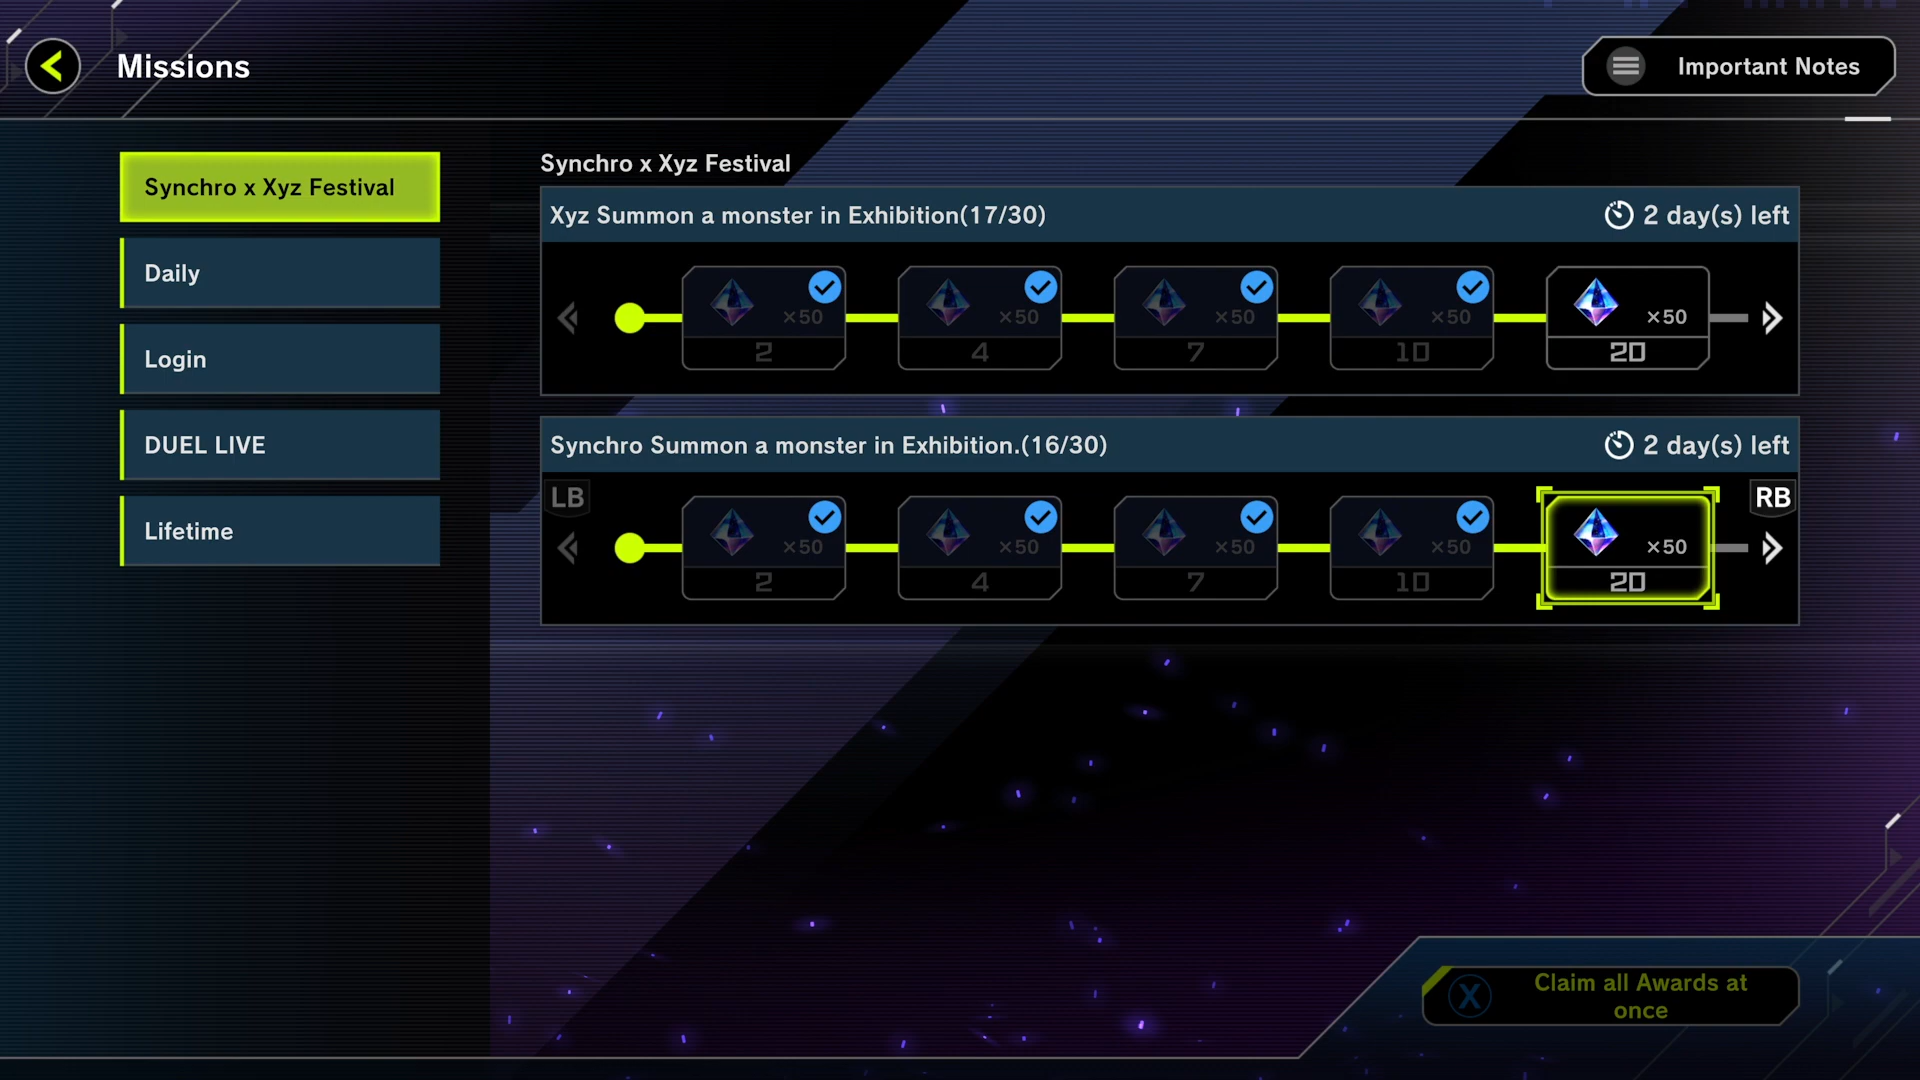 Missions
Important Notes
Synchro x Xyz Festival
Daily
Login
DUEL LIVE
Lifetime
Synchro x Xyz Festival
Xyz Summon a monster in Exhibition(17/30)
2 day(s) left
×50
×50
×50
×50
×50
2
4
7
10
20
Synchro Summon a monster in Exhibition.(16/30)
2 day(s) left
LB
RB
×50
×50
×50
×50
×50
2
4
7
10
20
X
Claim all Awards at
once